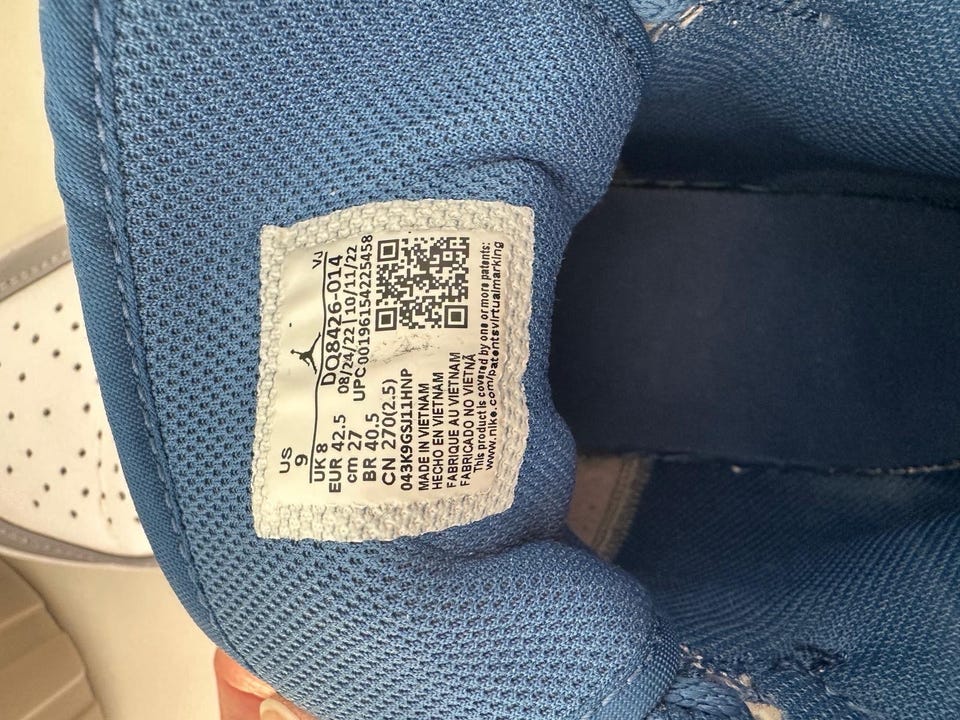 US
9
VJ
UK 8
DQ8426-014
EUR 42.5
08/24/22 | 10/11/22
cm 27
UPC:00196154225458
BR 40.5
CN 270(2.5)
043K9GSJ11HNP
MADE IN VIETNAM
HECHO EN VIETNAM
FABRIQUE AU VIETNAM
FABRICADO NO VIETNÃ
This product is covered by one or more patents:
www.nike.com/patentsvirtualmarking